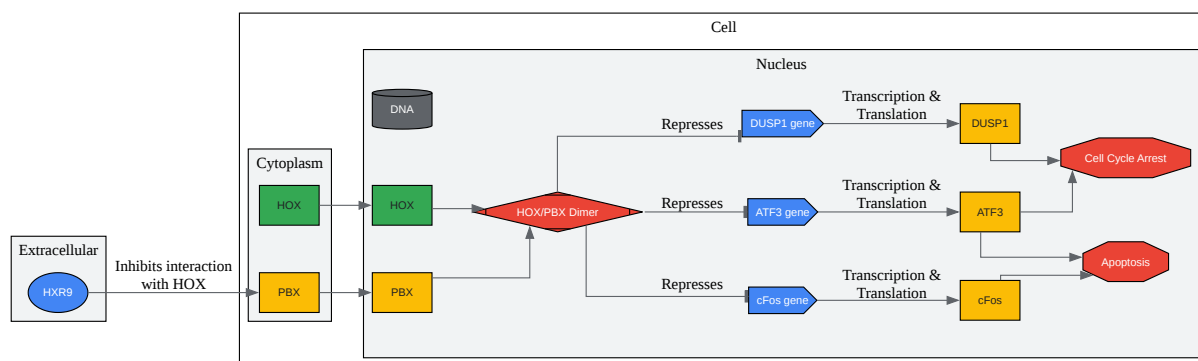 Cell
Nucleus
DNA
Transcription &
Translation
Represses
DUSP1 gene
DUSP1
Cell Cycle Arrest
Cytoplasm
HOX
HOX
HOX/PBX Dimer
Represses
ATF3 gene
Transcription &
Translation
ATF3
Extracellular
HXR9
Inhibits interaction
with HOX
PBX
PBX
Represses
cFos gene
Transcription &
Translation
cFos
Apoptosis